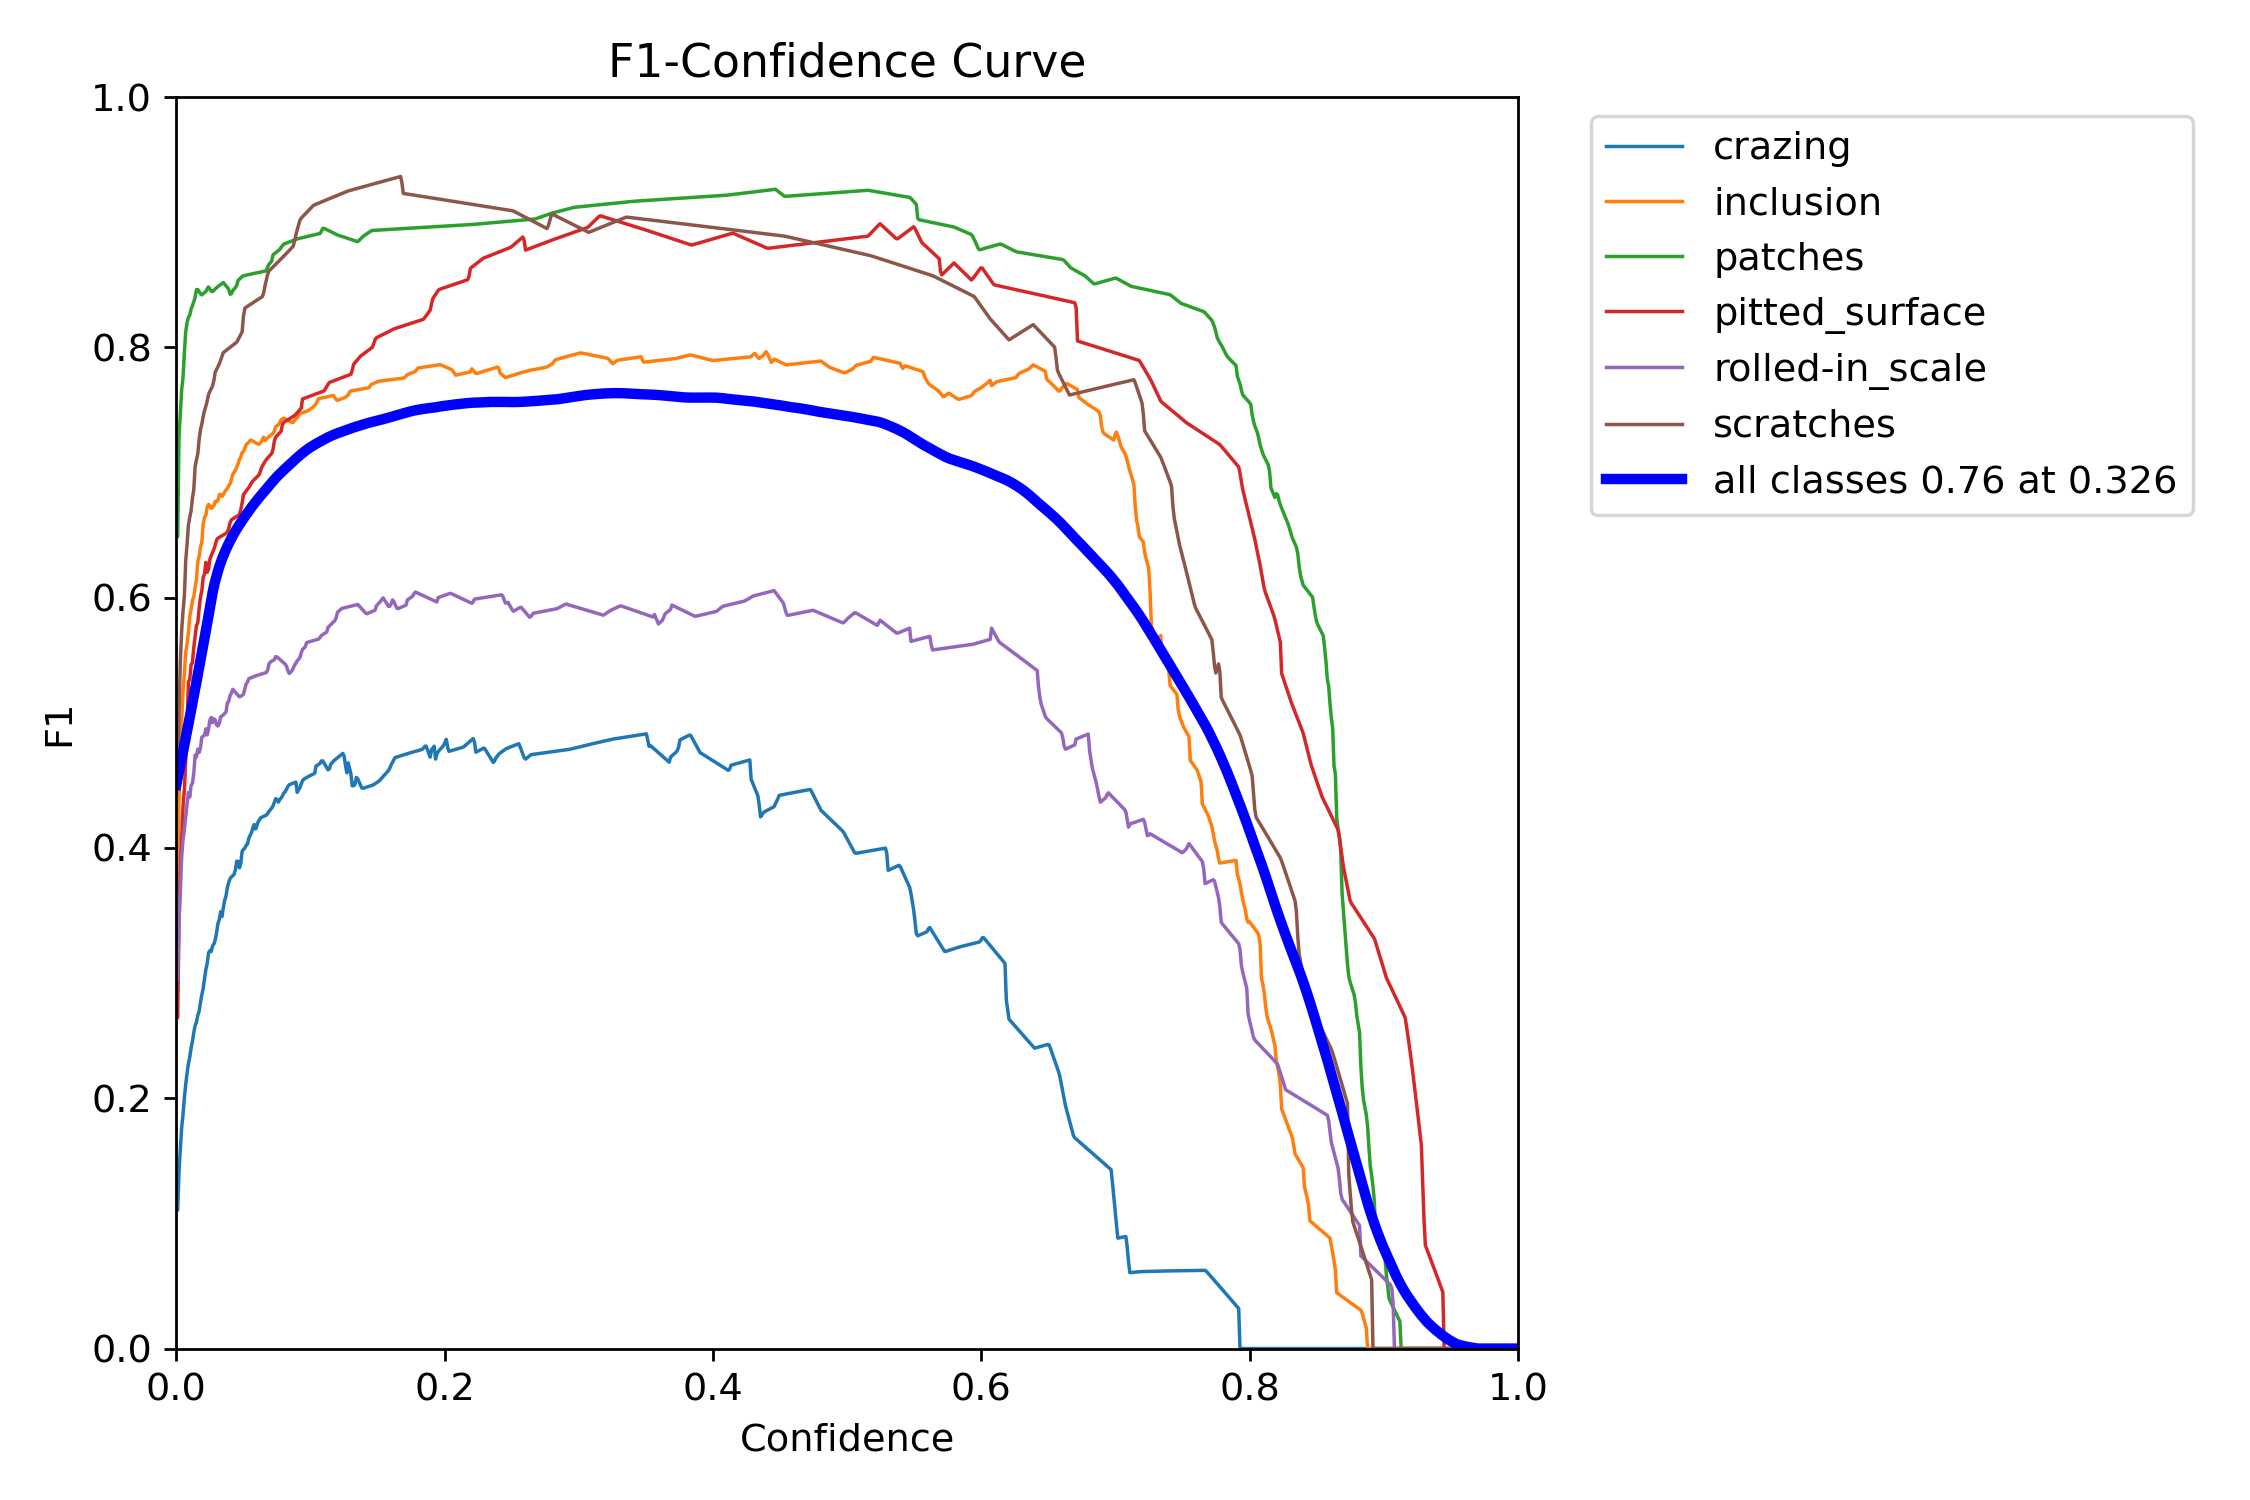 F1-Confidence Curve
1.0
0.8
0.6
0.4
0.2
0.0
F1
0.0 0.2 0.4 0.6 0.8 1.0
Confidence
crazing
inclusion
patches
pitted_surface
rolled-in_scale
scratches
all classes 0.76 at 0.326